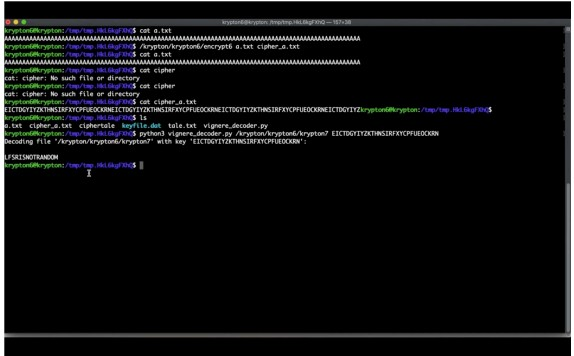 krypton6@krypton: /tmp/tmp.HkL6kgFXhQ — 157×38
krypton6@krypton:/tmp/tmp.HkL6kgFXhQ$ cat a.txt
krypton6@krypton:/tmp/tmp.HkL6kgFXhQ$ /krypton/krypton6/encrypt6 a.txt cipher_a.txt
krypton6@krypton:/tmp/tmp.HkL6kgFXhQ$ cat a.txt
krypton6@krypton:/tmp/tmp.HkL6kgFXhQ$ cat cipher
cat: cipher: No such file or directory
krypton6@krypton:/tmp/tmp.HkL6kgFXhQ$ cat cipher
cat: cipher: No such file or directory
krypton6@krypton:/tmp/tmp.HkL6kgFXhQ$ cat cipher_a.txt
EICTDGYIYZKTHNSIRFXYCPFUEOCKRNEICTDGYIYZKTHNSIRFXYCPFUEOCKRNEICTDGYIYZkrypton6@krypton:/tmp/tmp.HkL6kgFXhQ$
krypton6@krypton:/tmp/tmp.HkL6kgFXhQ$ ls
a.txt cipher_a.txt ciphertale keyfile.dat tale.txt vignere_decoder.py
krypton6@krypton:/tmp/tmp.HkL6kgFXhQ$ python3 vignere_decoder.py /krypton/krypton6/krypton7 EICTDGYIYZKTHNSIRFXYCPFUEOCKRN
Decoding file '/krypton/krypton6/krypton7' with key 'EICTDGYIYZKTHNSIRFXYCPFUEOCKRN':
LFSRISNOTRANDOM
krypton6@krypton:/tmp/tmp.HkL6kgFXhQ$